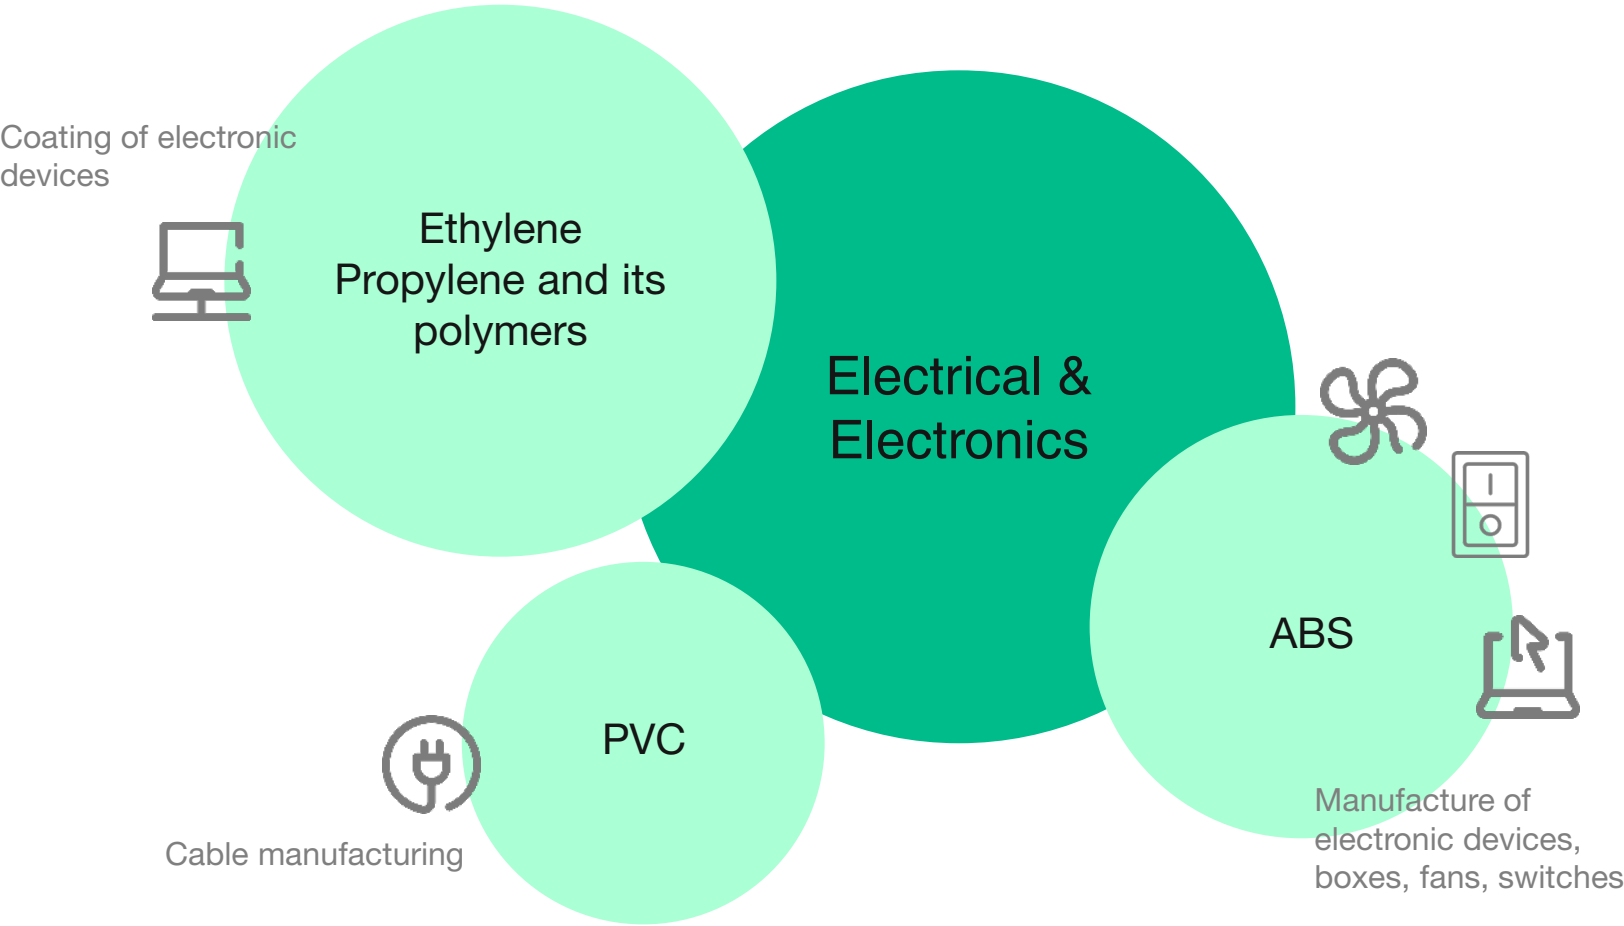 Coating of electronic
devices
Ethylene
Propylene and its
polymers
Electrical &
Electronics
ABS
PVC
Cable manufacturing
Manufacture of
electronic devices,
boxes, fans, switches